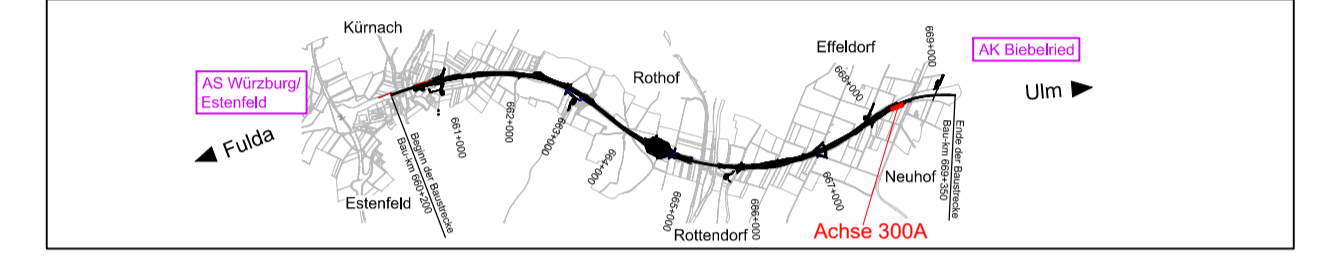 Kürnach
AS Würzburg/
Estenfeld
Fulda
Estenfeld
Beginn der Baustrecke
Bau-km 660+200
661+000
662+000
663+000
664+000
Rothof
665+000
Rottendorf
666+000
667+000
Effeldorf
668+000
669+000
Achse 300A
Neuhof
Ende der Baustrecke
Bau-km 669+350
AK Biebelried
Ulm